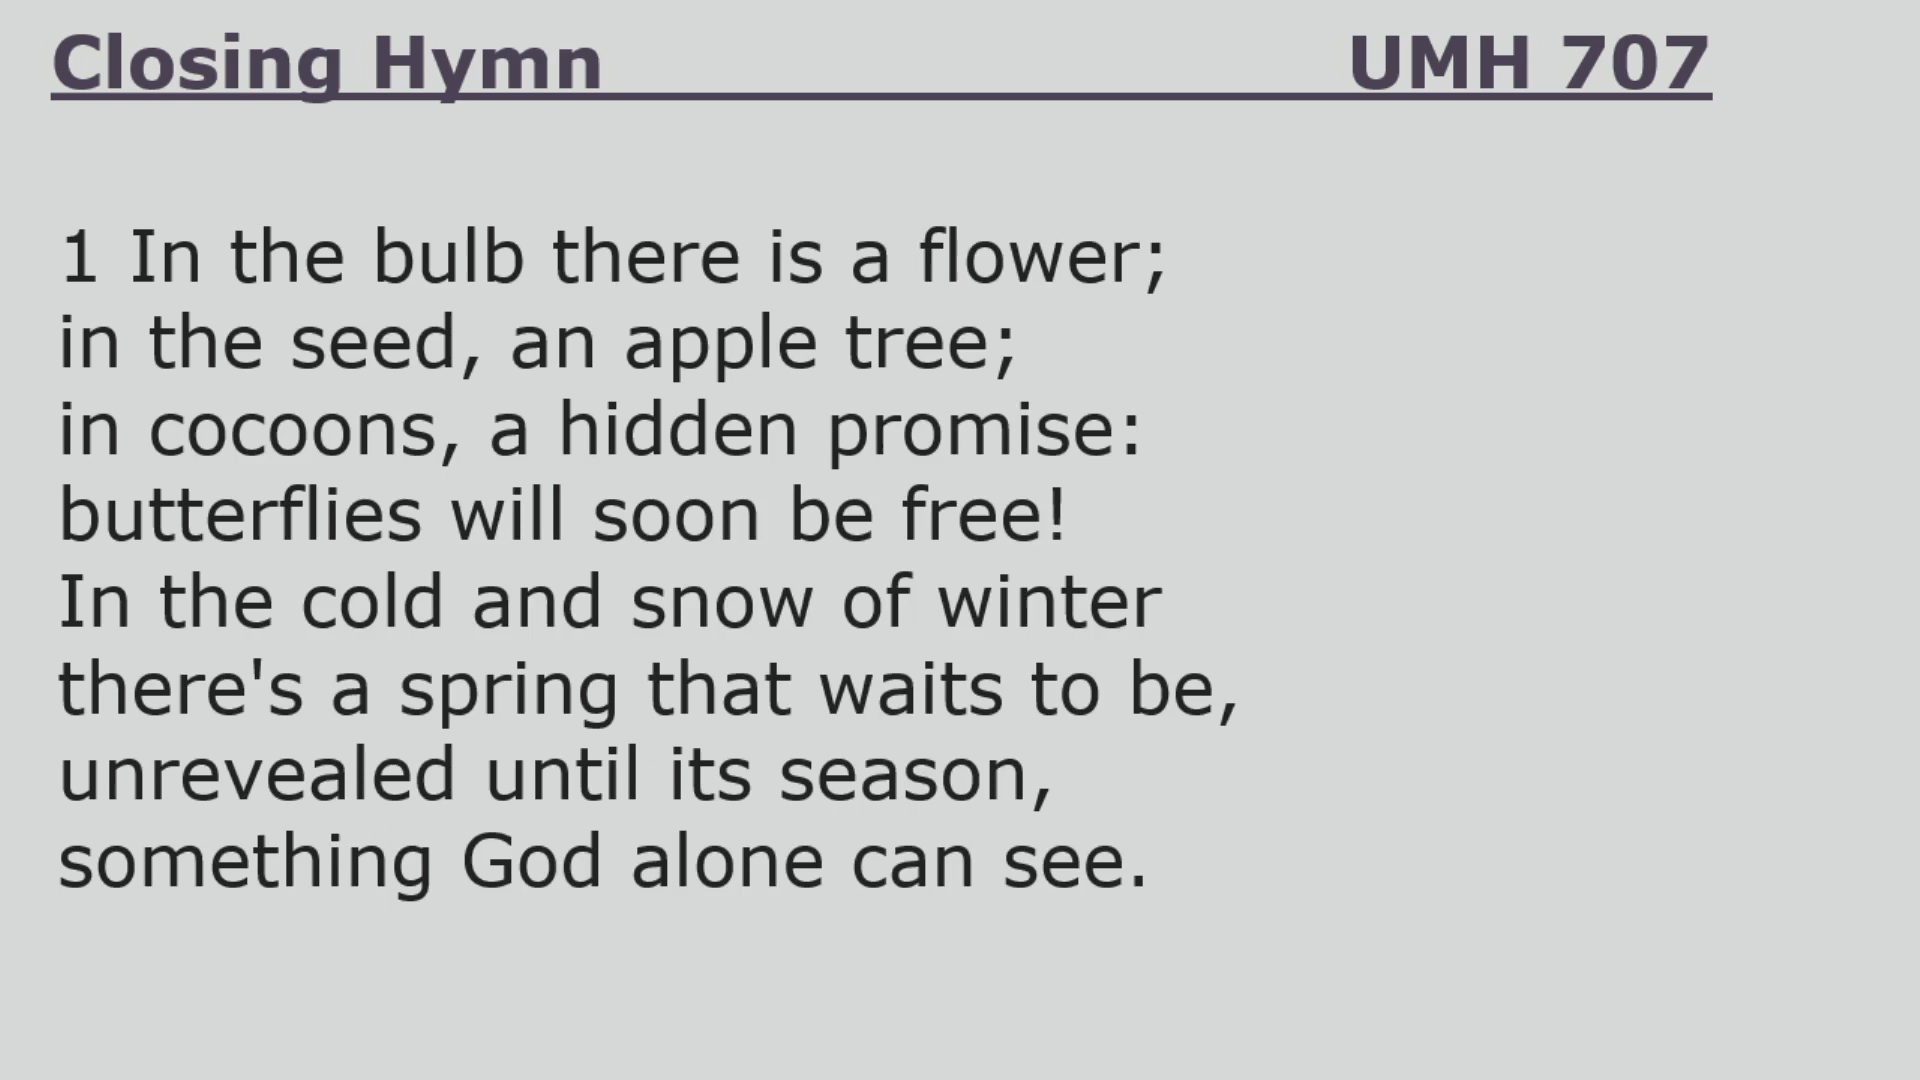 Closing Hymn UMH 707
1 In the bulb there is a flower;
in the seed, an apple tree;
in cocoons, a hidden promise:
butterflies will soon be free!
In the cold and snow of winter
there's a spring that waits to be,
unrevealed until its season,
something God alone can see.